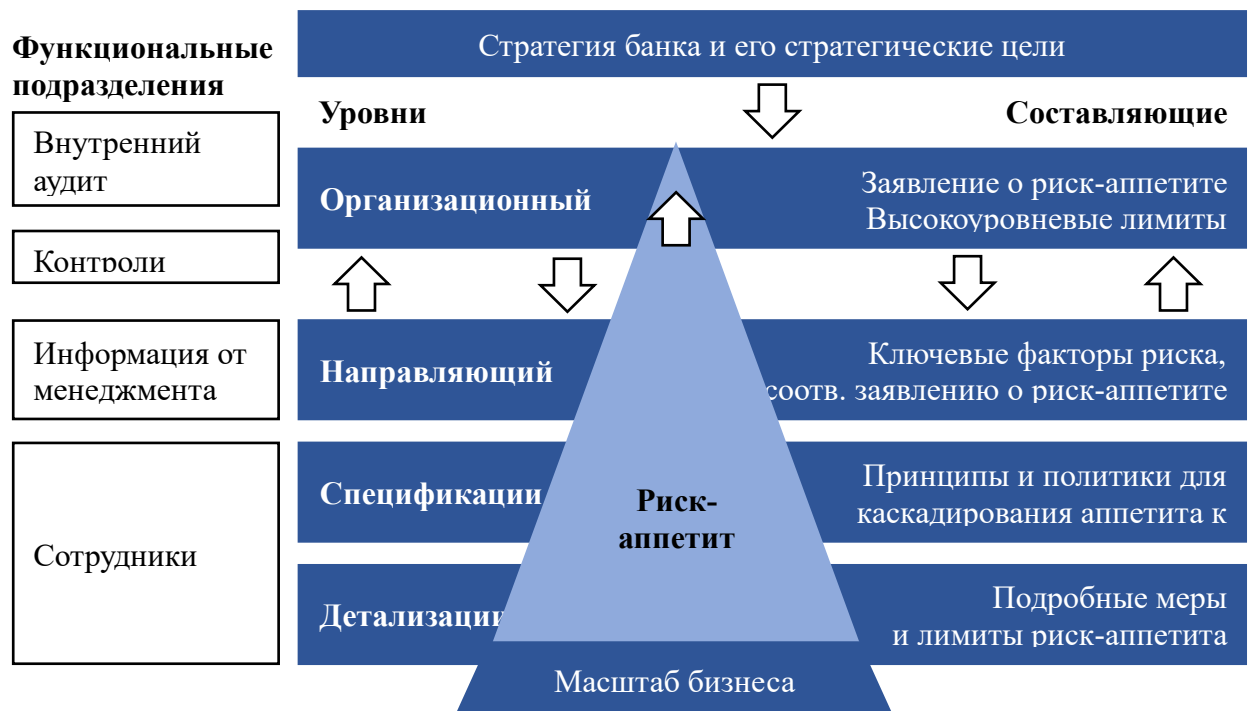 Функциональные
подразделения
Внутренний
аудит
Контроли
Информация от
менеджмента
Сотрудники
Стратегия банка и его стратегические цели
Уровни
Составляющие
Организационный
Заявление о риск-аппетите
Высокоуровневые лимиты
Направляющий
Ключевые факторы риска,
соотв. заявлению о риск-аппетите
Спецификации
Принципы и политики для
каскадирования аппетита к
Детализации
Подробные меры
и лимиты риск-аппетита
Риск-
аппетит
Масштаб бизнеса